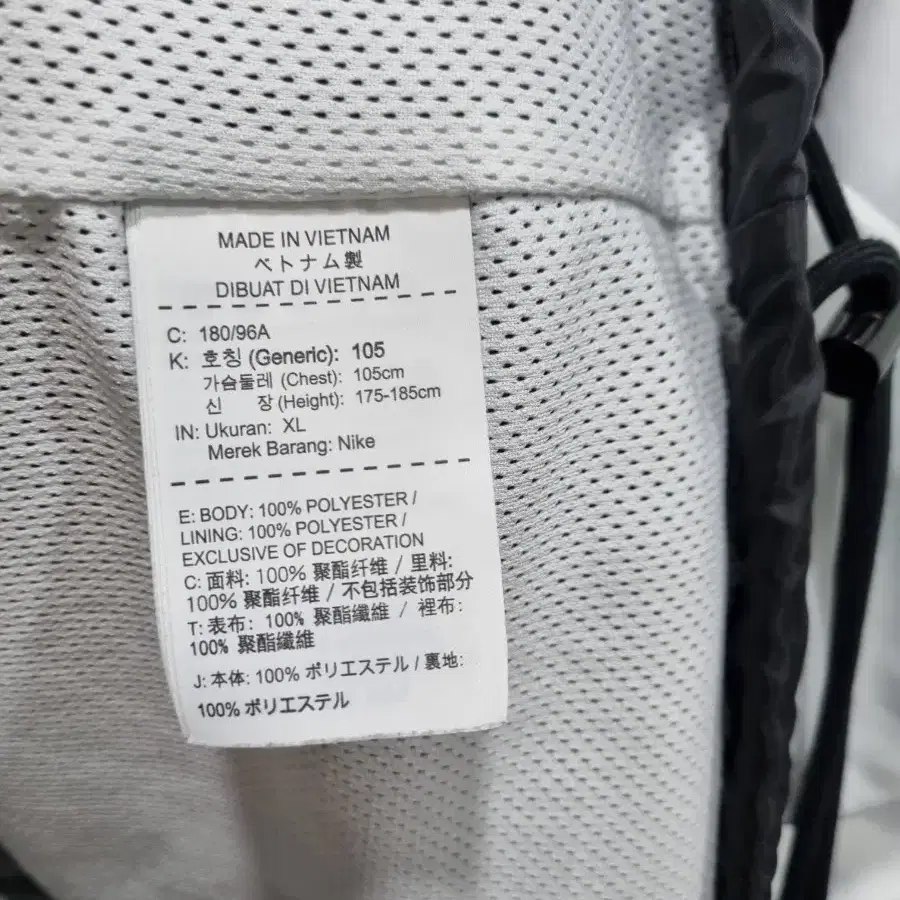 MADE IN VIETNAM
ベトナム製
DIBUAT DI VIETNAM
C: 180/96A
K: 호칭 (Generic): 105
가슴둘레 (Chest): 105cm
신 장 (Height): 175-185cm
IN: Ukuran: XL
Merek Barang: Nike
E: BODY: 100% POLYESTER /
LINING: 100% POLYESTER /
EXCLUSIVE OF DECORATION
C: 面料: 100% 聚酯纤维 / 里料:
100% 聚酯纤维 / 不包括装饰部分
T: 表布: 100% 聚酯纖維 / 裡布:
100% 聚酯纖維
J: 本体: 100% ポリエステル / 裏地:
100% ポリエステル